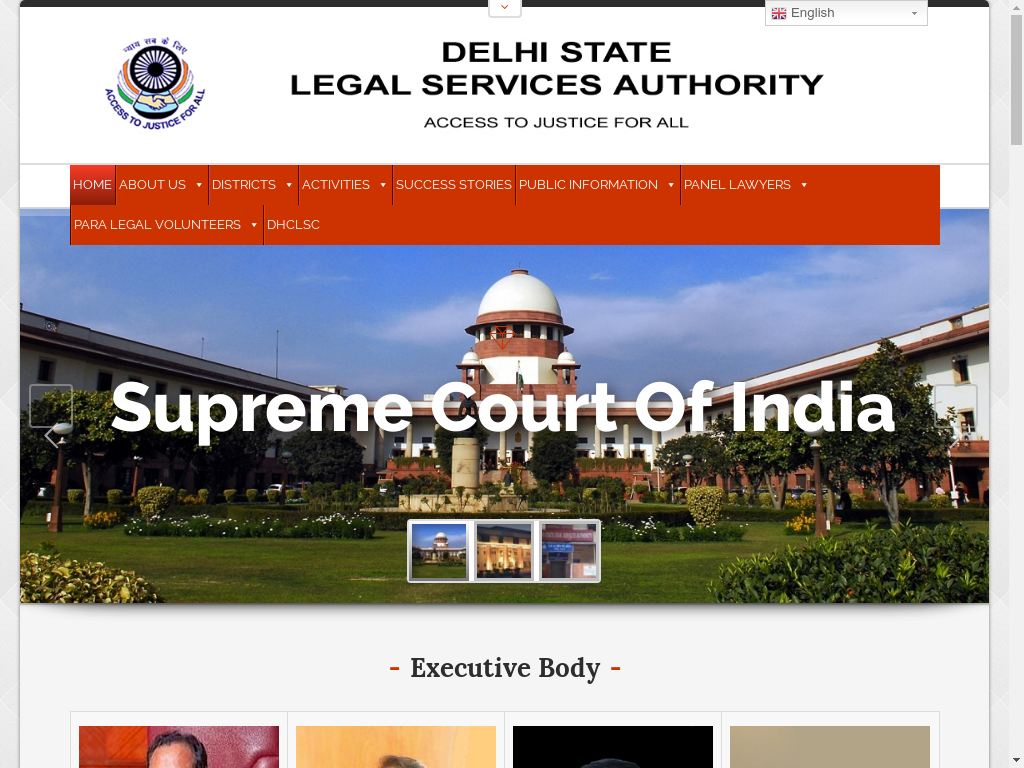 English
न्याय सब के लिए
ACCESS TO JUSTICE FOR ALL
DELHI STATE
LEGAL SERVICES AUTHORITY
ACCESS TO JUSTICE FOR ALL
HOME ABOUT US DISTRICTS ACTIVITIES SUCCESS STORIES PUBLIC INFORMATION PANEL LAWYERS
PARA LEGAL VOLUNTEERS DHCLSC
Supreme Court Of India
- Executive Body -